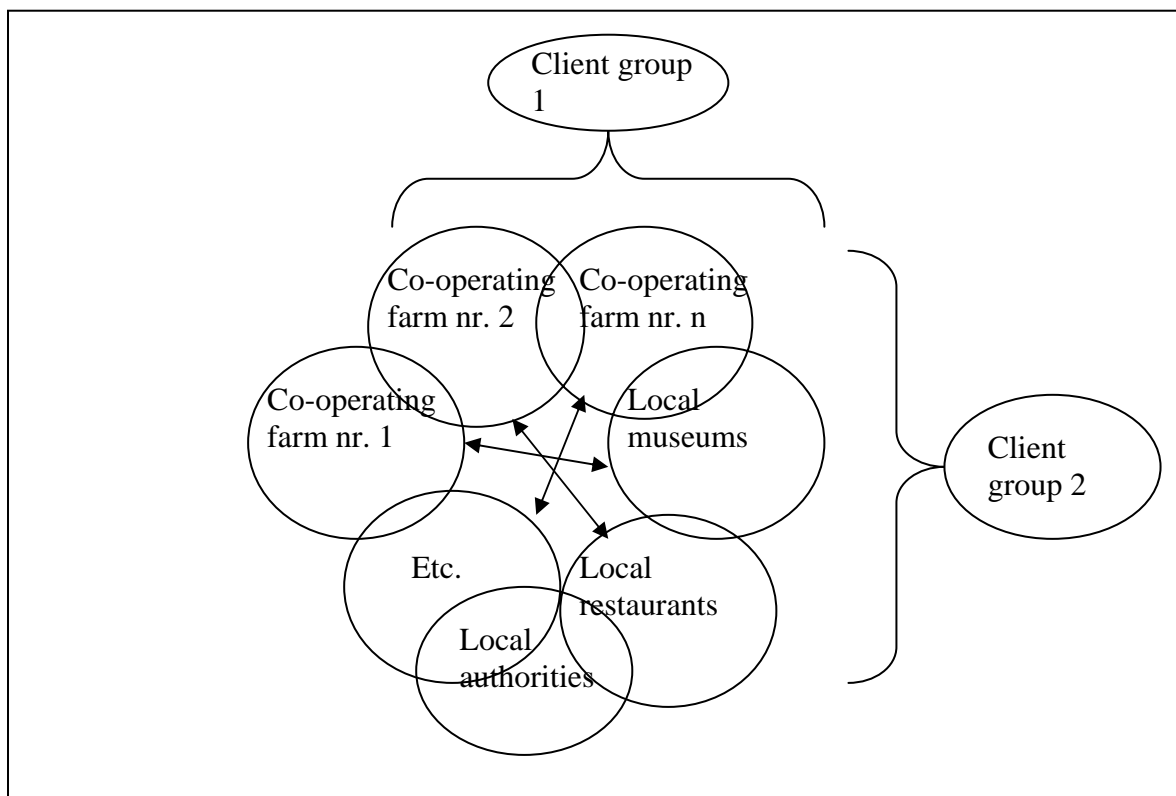 Client group
1
Co-operating
farm nr. 2
Co-operating
farm nr. n
Co-operating
farm nr. 1
Local
museums
Client
group 2
Etc.
Local
restaurants
Local
authorities